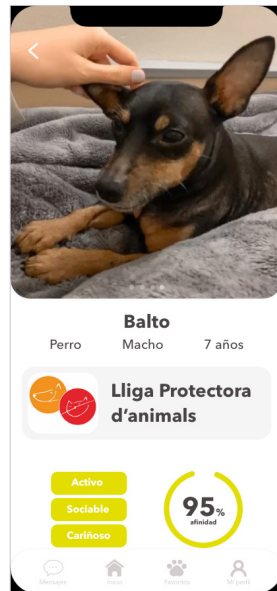 Balto
Perro Macho 7 años
Lliga Protectora
d'animals
Activo
Sociable
Cariñoso
95%
afinidad
Mensajes Inicio Favoritos Mi perfil